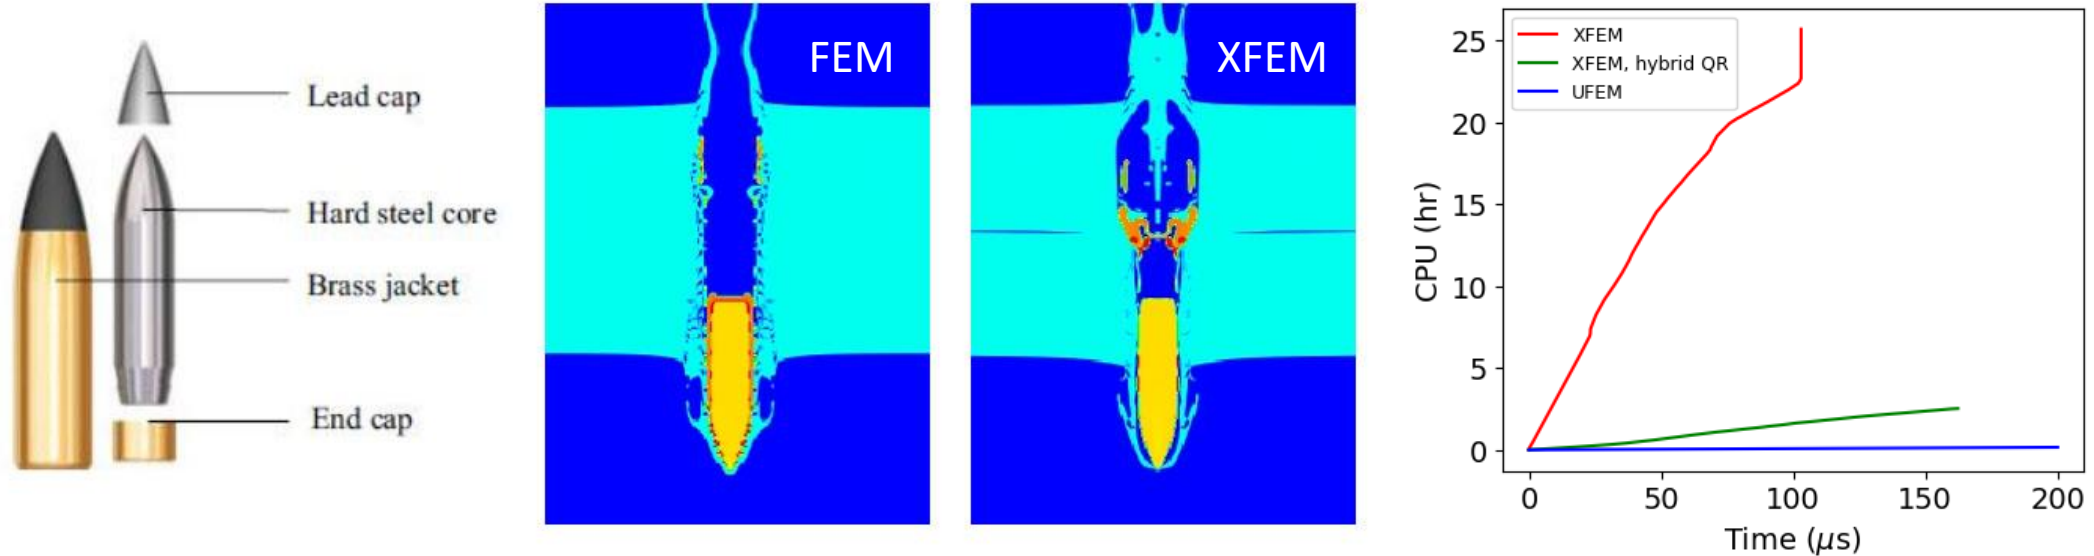 Lead cap
Hard steel core
Brass jacket
End cap
FEM
XFEM
XFEM
XFEM, hybrid QR
UFEM
CPU (hr)
25
20
15
10
5
0
0 50 100 150 200
Time (μs)